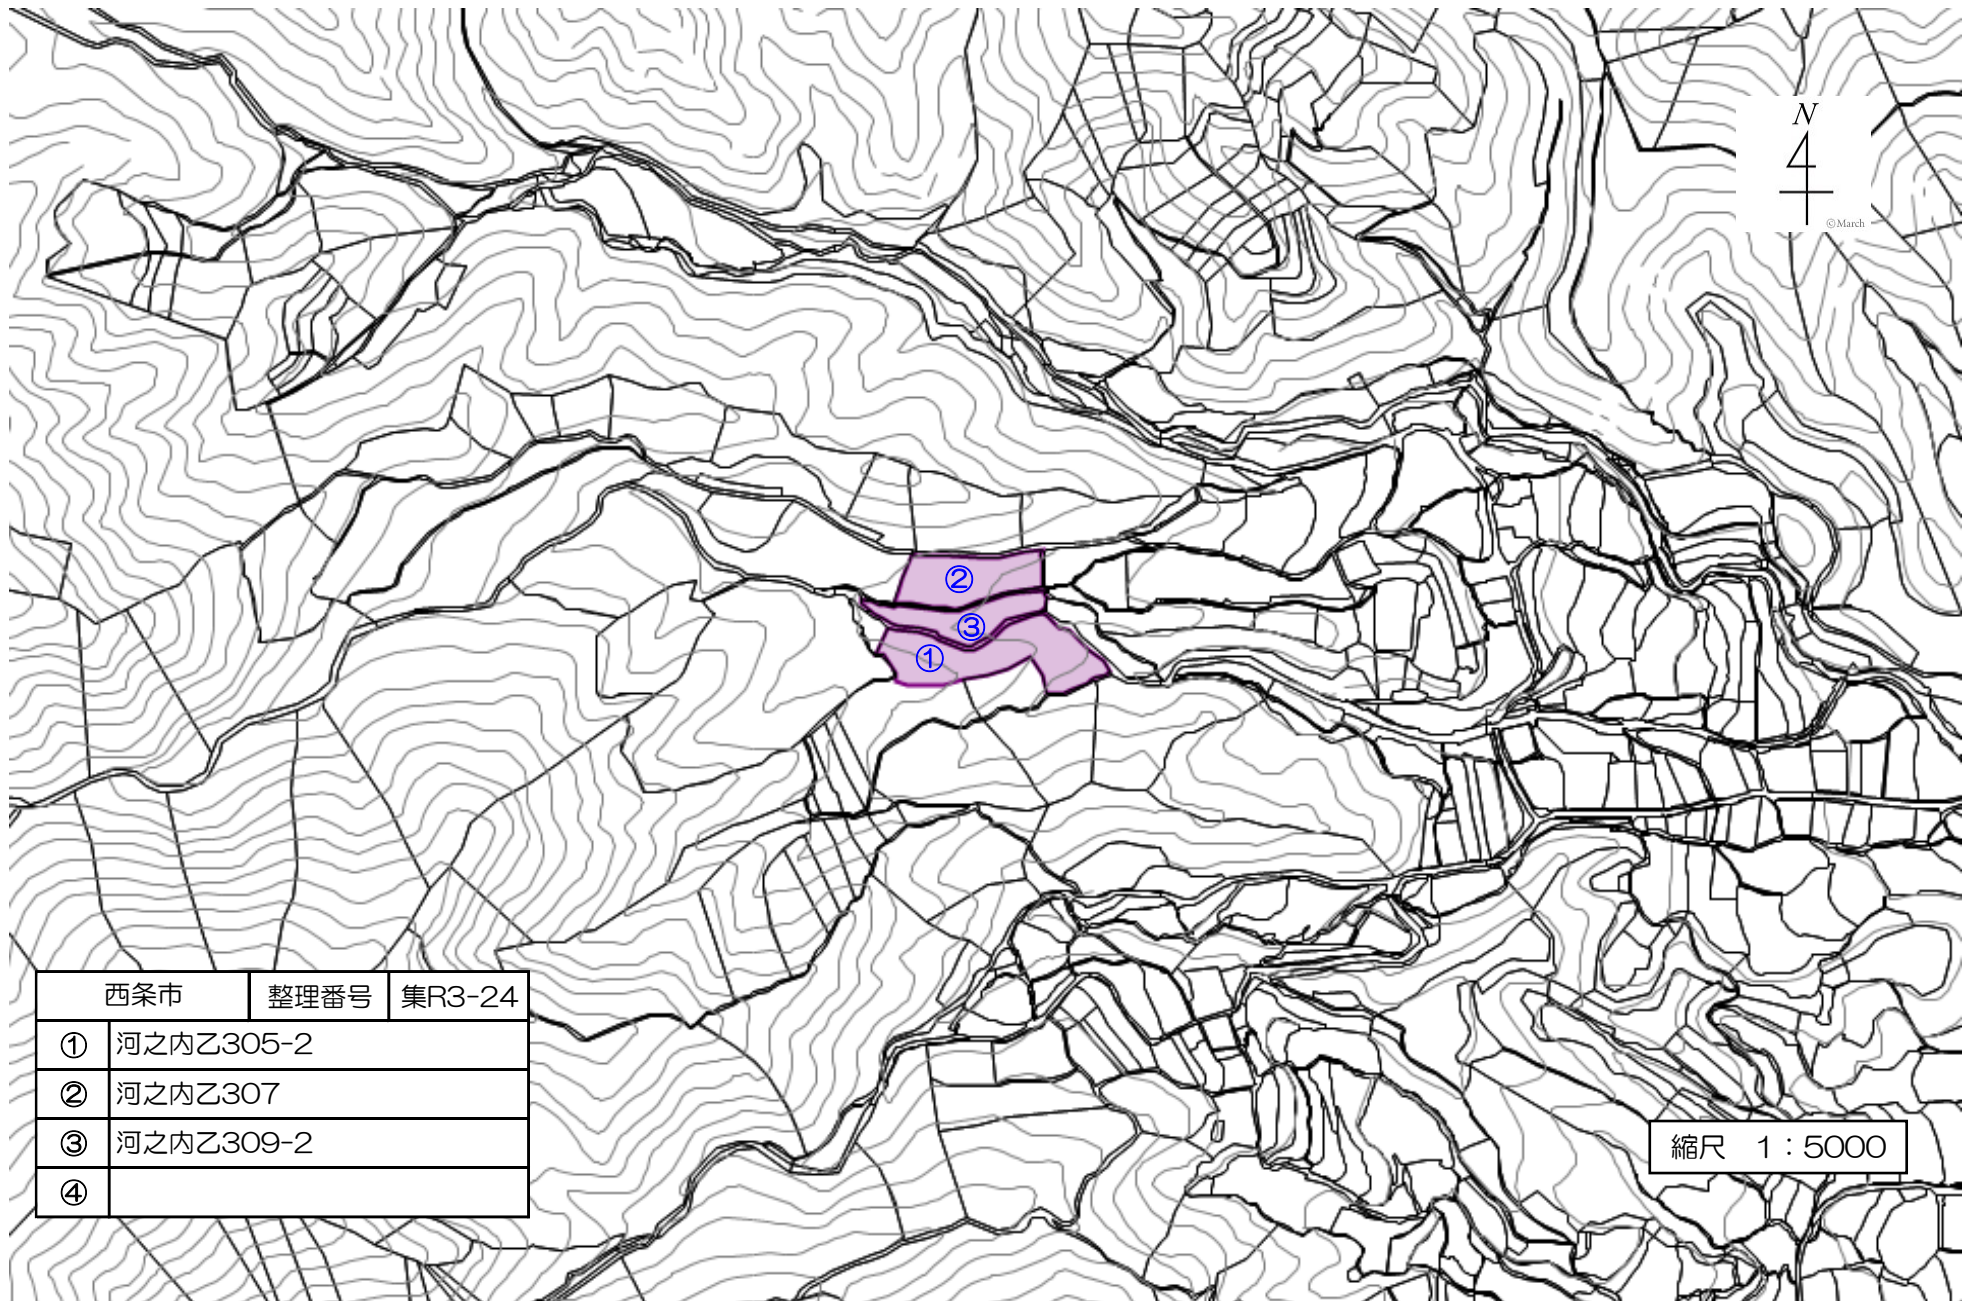 N
©March
②
③
①
西条市 整理番号 集R3-24
① 河之内乙305-2
② 河之内乙307
③ 河之内乙309-2
④
縮尺 1：5000